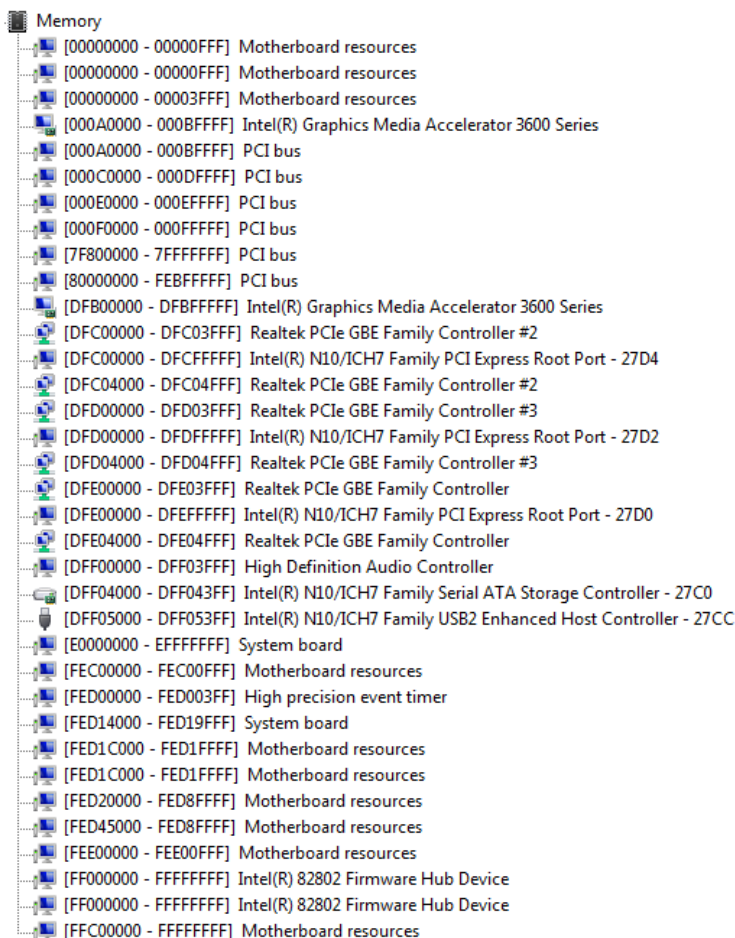 Memory
[00000000 - 00000FFF] Motherboard resources
[00000000 - 00000FFF] Motherboard resources
[00000000 - 00003FFF] Motherboard resources
[000A0000 - 000BFFFF] Intel(R) Graphics Media Accelerator 3600 Series
[000A0000 - 000BFFFF] PCI bus
[000C0000 - 000DFFFF] PCI bus
[000E0000 - 000EFFFF] PCI bus
[000F0000 - 000FFFFF] PCI bus
[7F800000 - 7FFFFFFF] PCI bus
[80000000 - FEBFFFFF] PCI bus
[DFB00000 - DFBFFFFF] Intel(R) Graphics Media Accelerator 3600 Series
[DFC00000 - DFC03FFF] Realtek PCIe GBE Family Controller #2
[DFC00000 - DFCFFFFF] Intel(R) N10/ICH7 Family PCI Express Root Port - 27D4
[DFC04000 - DFC04FFF] Realtek PCIe GBE Family Controller #2
[DFD00000 - DFD03FFF] Realtek PCIe GBE Family Controller #3
[DFD00000 - DFDFFFFF] Intel(R) N10/ICH7 Family PCI Express Root Port - 27D2
[DFD04000 - DFD04FFF] Realtek PCIe GBE Family Controller #3
[DFE00000 - DFE03FFF] Realtek PCIe GBE Family Controller
[DFE00000 - DFEFFFFF] Intel(R) N10/ICH7 Family PCI Express Root Port - 27D0
[DFE04000 - DFE04FFF] Realtek PCIe GBE Family Controller
[DFF00000 - DFF03FFF] High Definition Audio Controller
[DFF04000 - DFF043FF] Intel(R) N10/ICH7 Family Serial ATA Storage Controller - 27C0
[DFF05000 - DFF053FF] Intel(R) N10/ICH7 Family USB2 Enhanced Host Controller - 27CC
[E0000000 - EFFFFFFF] System board
[FEC00000 - FEC00FFF] Motherboard resources
[FED00000 - FED003FF] High precision event timer
[FED14000 - FED19FFF] System board
[FED1C000 - FED1FFFF] Motherboard resources
[FED1C000 - FED1FFFF] Motherboard resources
[FED20000 - FED8FFFF] Motherboard resources
[FED45000 - FED8FFFF] Motherboard resources
[FEE00000 - FEE00FFF] Motherboard resources
[FF000000 - FFFFFFFF] Intel(R) 82802 Firmware Hub Device
[FF000000 - FFFFFFFF] Intel(R) 82802 Firmware Hub Device
[FFC00000 - FFFFFFFF] Motherboard resources